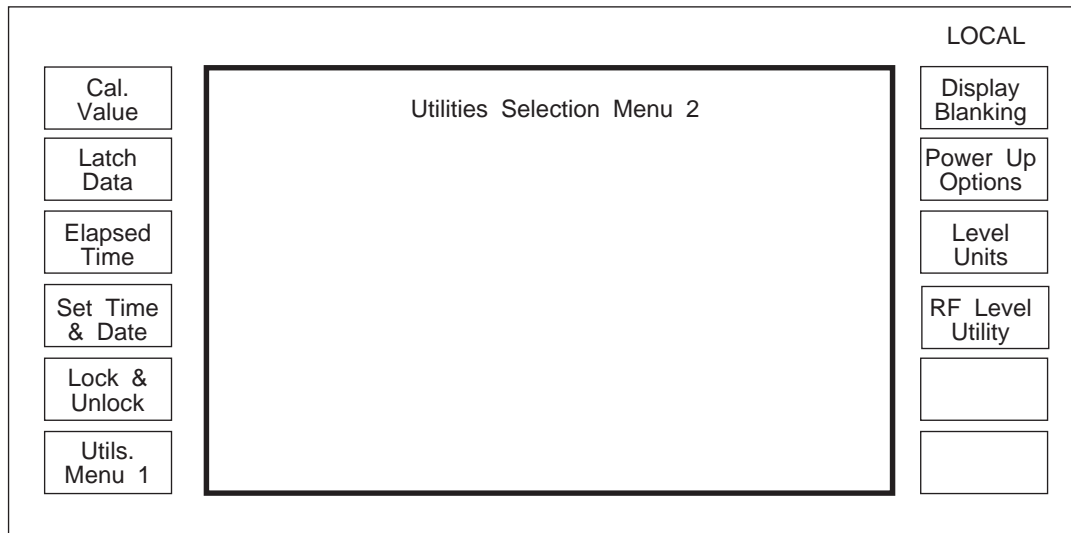 LOCAL
Cal.
Value
Latch
Data
Elapsed
Time
Set Time
& Date
Lock &
Unlock
Utils.
Menu 1
Utilities Selection Menu 2
Display
Blanking
Power Up
Options
Level
Units
RF Level
Utility